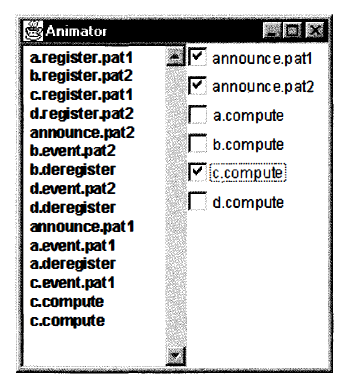 Animator
a.register.pat1
b.register.pat2
c.register.pat1
d.register.pat2
announce.pat2
b.event.pat2
b.deregister
d.event.pat2
d.deregister
announce.pat1
a.event.pat1
a.deregister
c.event.pat1
c.compute
c.compute
announce.pat1
announce.pat2
a.compute
b.compute
c.compute
d.compute